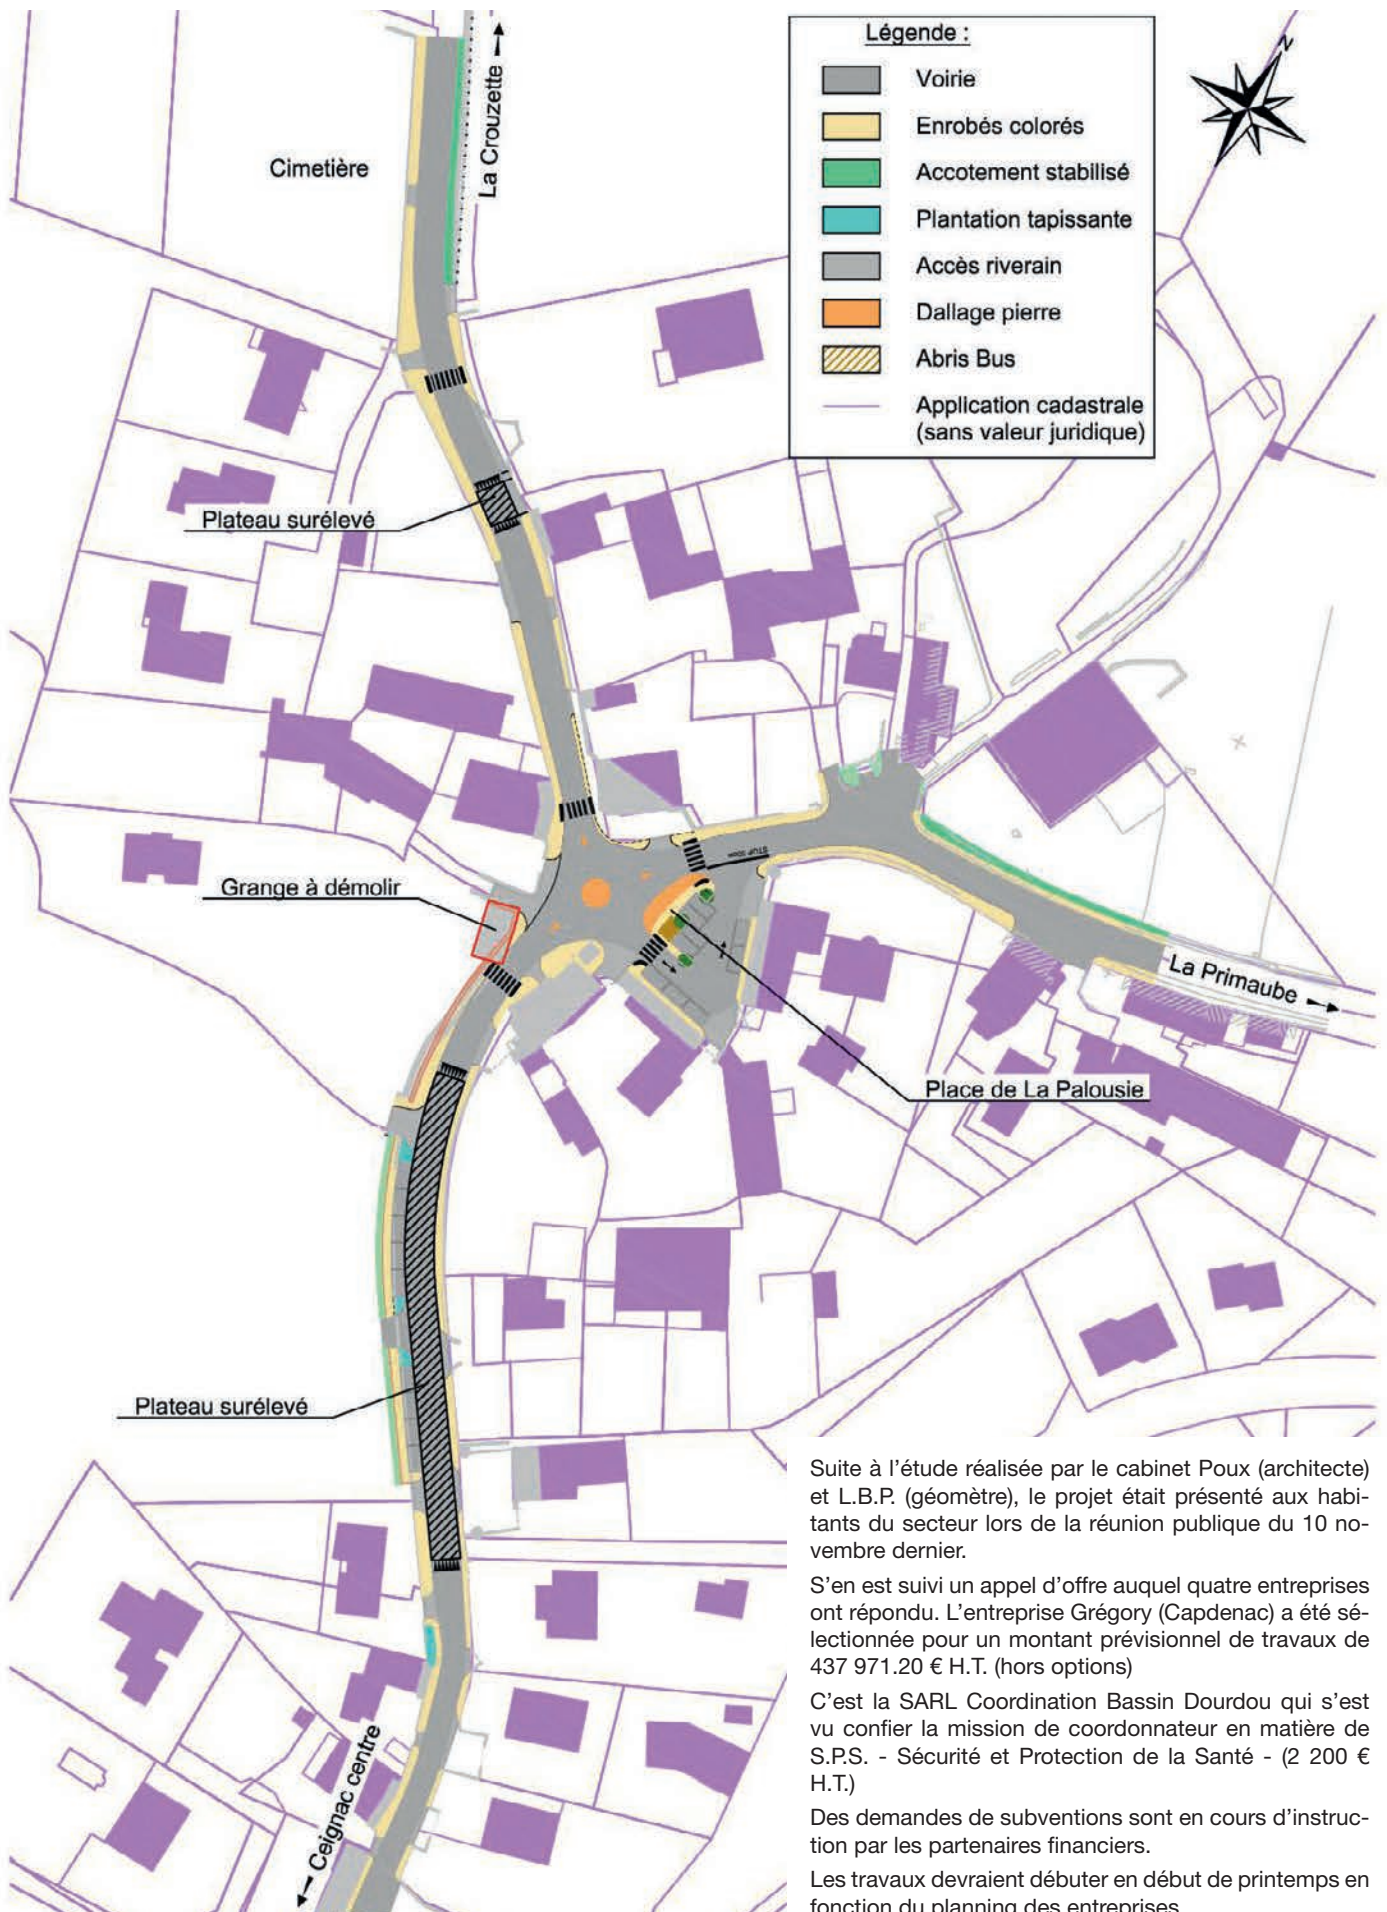 Légende :
Voirie
Enrobés colorés
Accotement stabilisé
Plantation tapissante
Accès riverain
Dallage pierre
Abris Bus
Application cadastrale
(sans valeur juridique)
N
La Crouzette
Cimetière
Plateau surélevé
STOP
Grange à démolir
La Primaube
Place de La Palousie
Plateau surélevé
Ceignac centre
Suite à l'étude réalisée par le cabinet Poux (architecte)
et L.B.P. (géomètre), le projet était présenté aux habi-
tants du secteur lors de la réunion publique du 10 no-
vembre dernier.
S'en est suivi un appel d'offre auquel quatre entreprises
ont répondu. L'entreprise Grégory (Capdenac) a été sé-
lectionnée pour un montant prévisionnel de travaux de
437 971.20 € H.T. (hors options)
C'est la SARL Coordination Bassin Dourdou qui s'est
vu confier la mission de coordonnateur en matière de
S.P.S. - Sécurité et Protection de la Santé - (2 200 €
H.T.)
Des demandes de subventions sont en cours d'instruc-
tion par les partenaires financiers.
Les travaux devraient débuter en début de printemps en
fonction du planning des entreprises